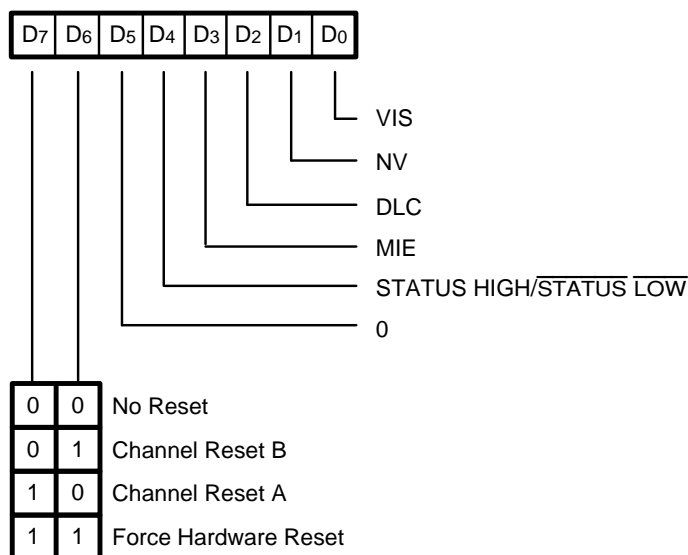 D7 D6 D5 D4 D3 D2 D1 D0
VIS
NV
DLC
MIE
STATUS HIGH/STATUS LOW
0
0 0 No Reset
0 1 Channel Reset B
1 0 Channel Reset A
1 1 Force Hardware Reset